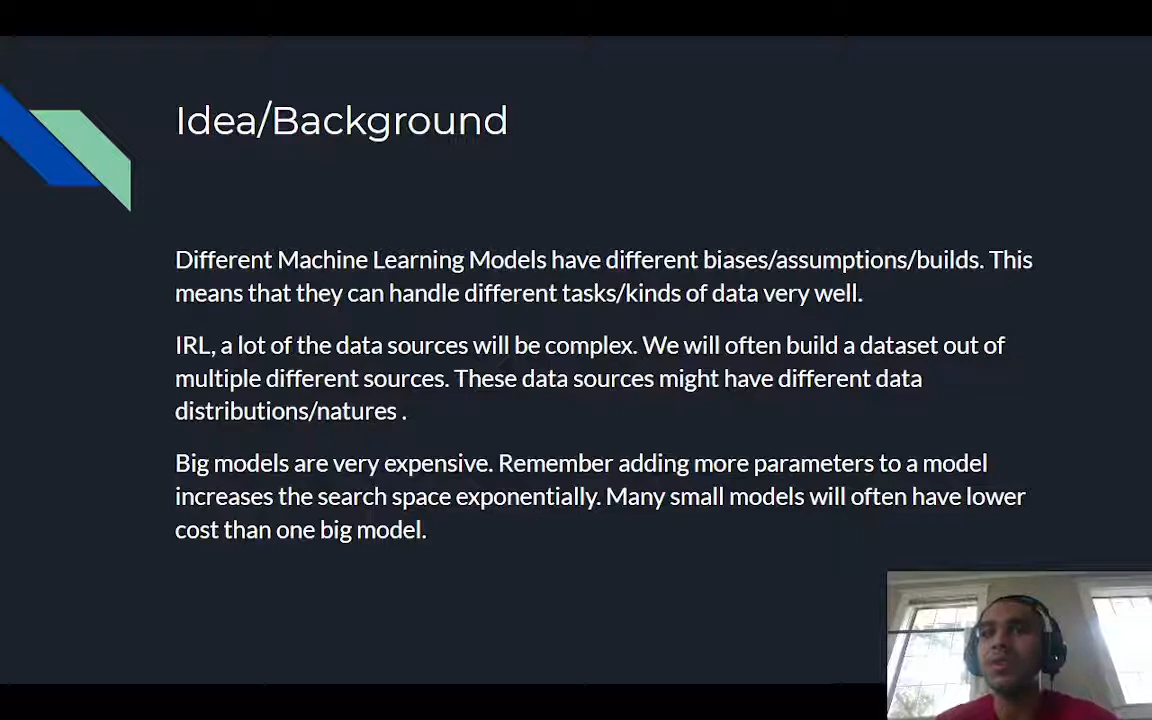 Idea/Background
Different Machine Learning Models have different biases/assumptions/builds. This
means that they can handle different tasks/kinds of data very well.
IRL, a lot of the data sources will be complex. We will often build a dataset out of
multiple different sources. These data sources might have different data
distributions/natures .
Big models are very expensive. Remember adding more parameters to a model
increases the search space exponentially. Many small models will often have lower
cost than one big model.